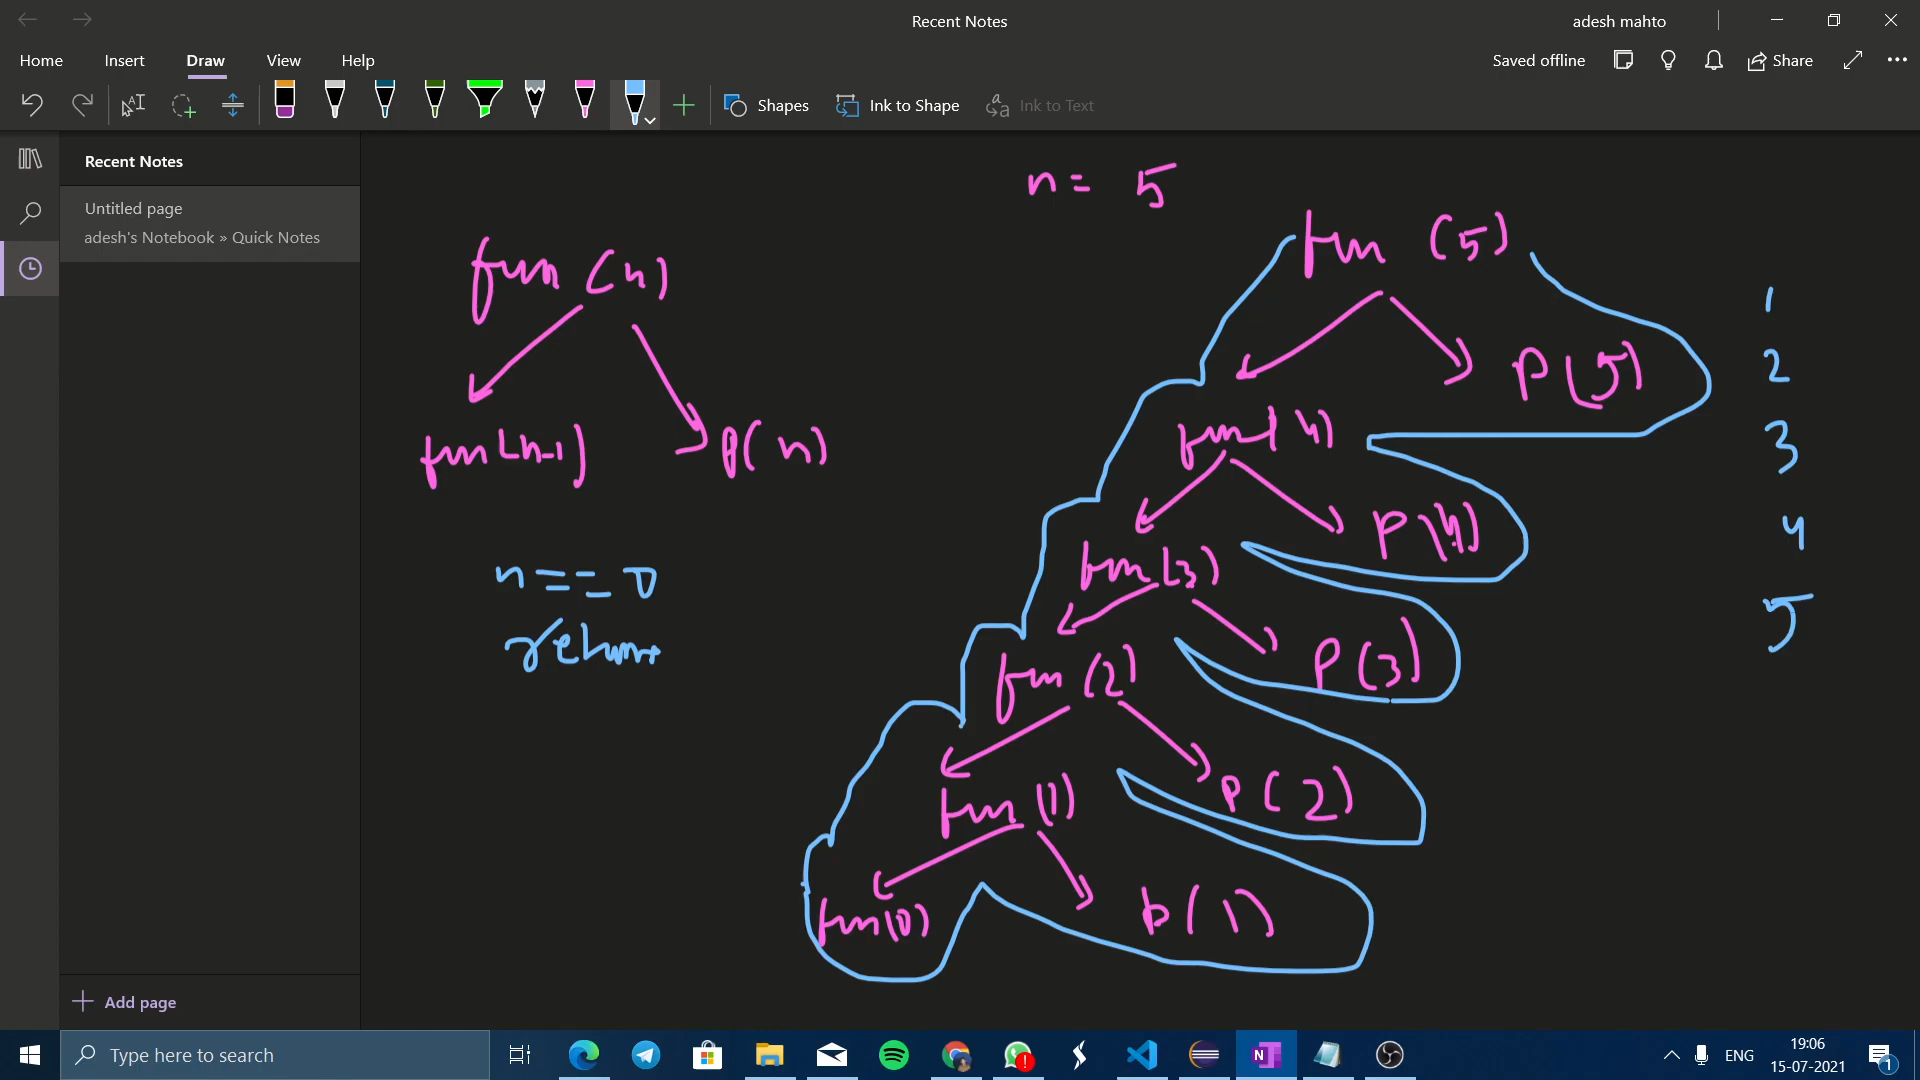 Recent Notes
adesh mahto
Home Insert Draw View Help
Saved offline
Share
Shapes
Ink to Shape
Ink to Text
Recent Notes
Untitled page
adesh's Notebook » Quick Notes
Add page
n = 5
fun (n)
fun(n-1)
p(n)
n == 0
return
fun (5)
P(5)
fun(4)
P(4)
fun(3)
P(3)
fun(2)
P(2)
fun(1)
fun(0)
p(1)
1
2
3
4
5
Type here to search
ENG
19:06
15-07-2021
1